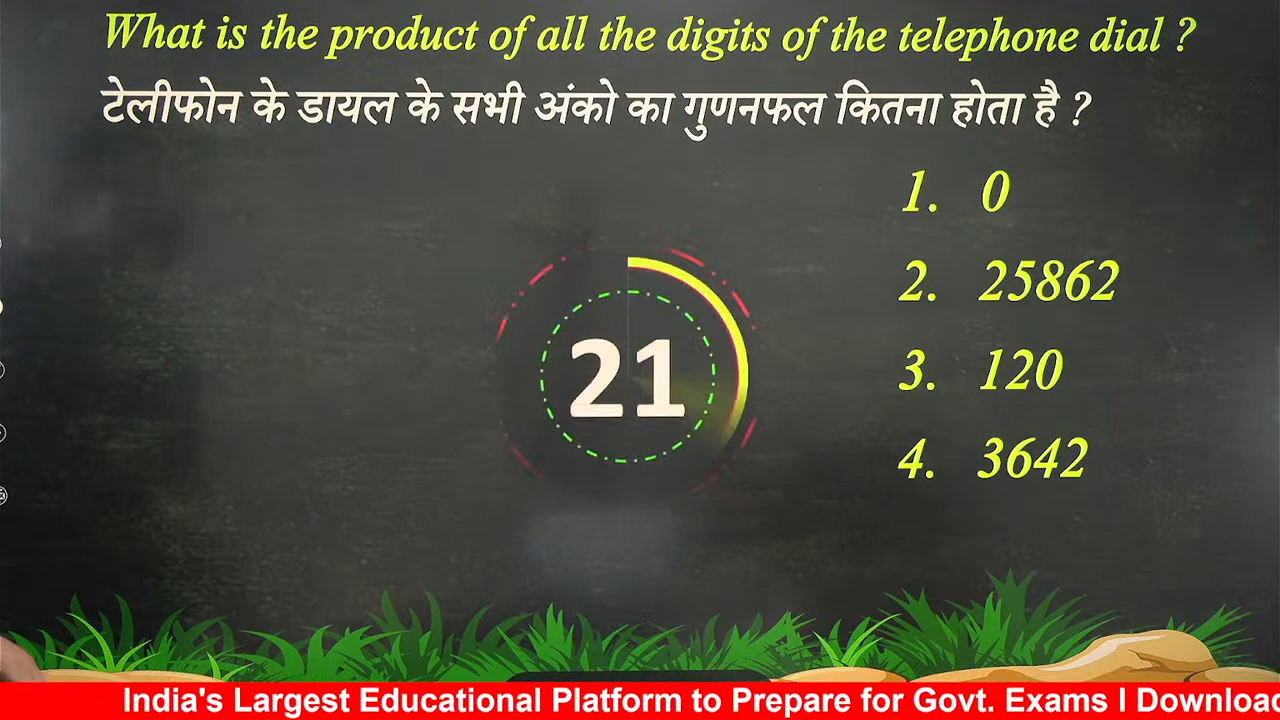 What is the product of all the digits of the telephone dial ?
टेलीफोन के डायल के सभी अंको का गुणनफल कितना होता है ?
1. 0
2. 25862
3. 120
4. 3642
21
India's Largest Educational Platform to Prepare for Govt. Exams I Download